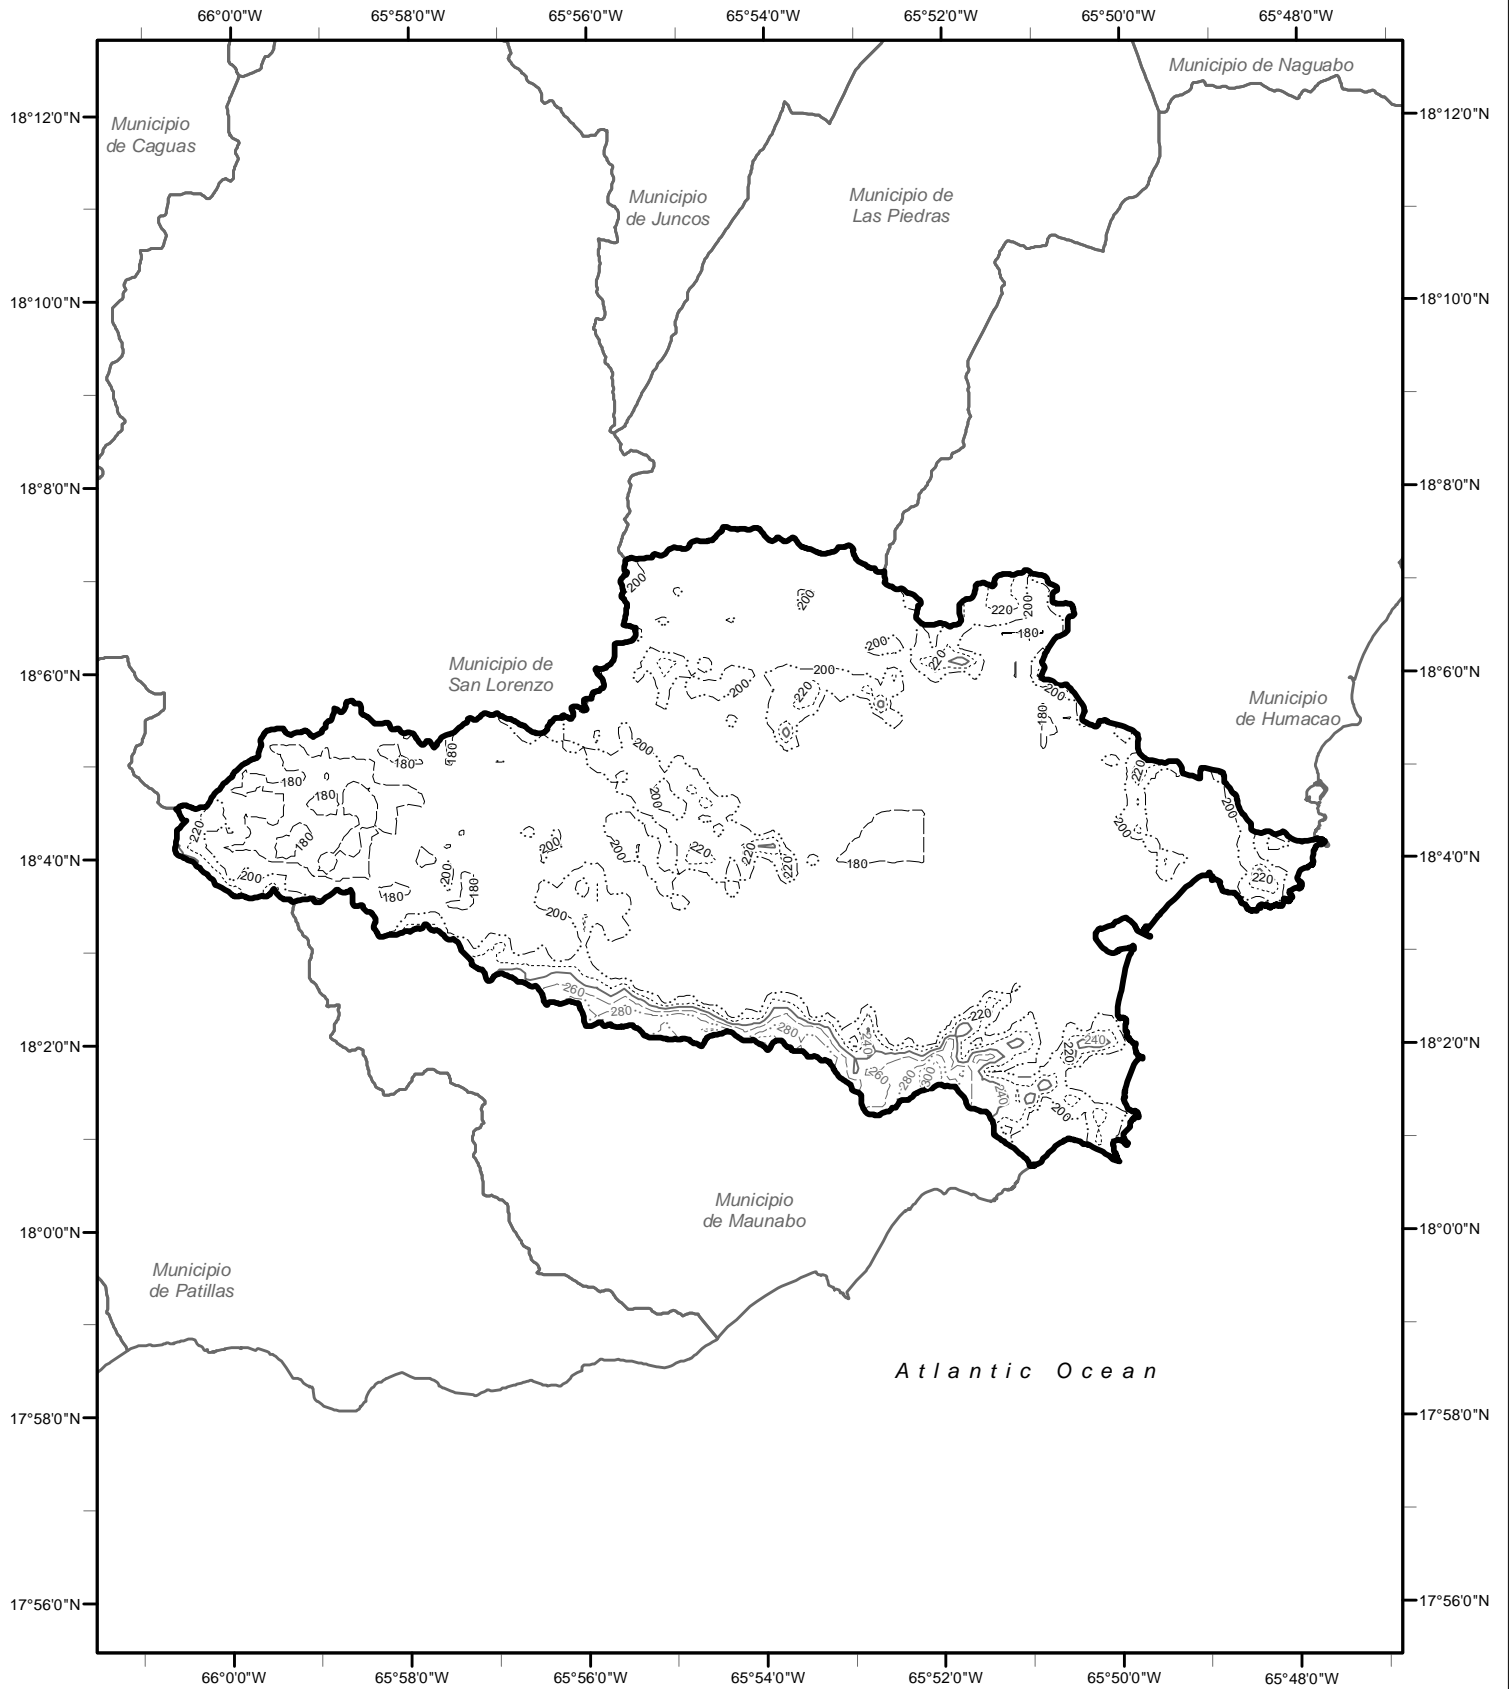 66°0'0"W 65°58'0"W 65°56'0"W 65°54'0"W 65°52'0"W 65°50'0"W 65°48'0"W
Municipio de Naguabo
18°12'0"N
18°12'0"N
Municipio
de Caguas
Municipio
de Juncos
Municipio de
Las Piedras
18°10'0"N
18°10'0"N
18°8'0"N
18°8'0"N
200
200
220
200
180
200
220
Municipio de
San Lorenzo
18°6'0"N
18°6'0"N
200
200
220
200
Municipio
de Humacao
180
200
180
180
220
180
180
200
200
220
180
200
200
200
220
220
220
18°4'0"N
18°4'0"N
180
200
200
180
180
220
200
260
280
280
240
220
18°20'0"N
18°20'0"N
220
240
260
280
300
240
200
Municipio
de Maunabo
18°0'0"N
18°0'0"N
Municipio
de Patillas
Atlantic Ocean
17°58'0"N
17°58'0"N
17°56'0"N
17°56'0"N
66°0'0"W 65°58'0"W 65°56'0"W 65°54'0"W 65°52'0"W 65°50'0"W 65°48'0"W